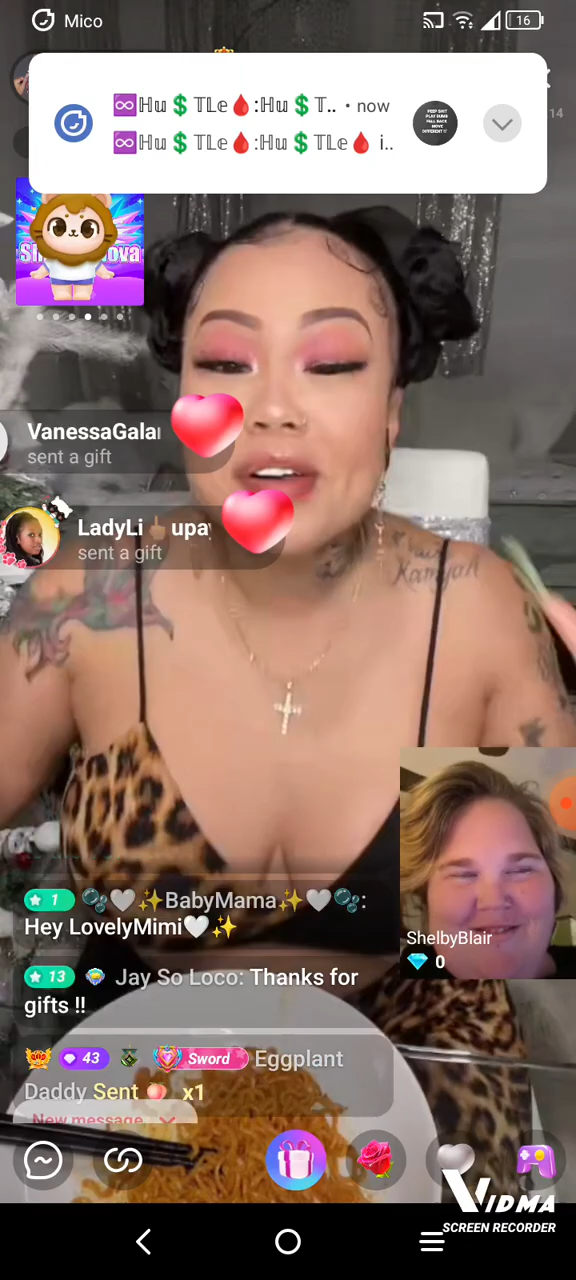 Mico
16
♾️ℍ𝕦💲𝕋𝕃𝕖🩸:ℍ𝕦💲𝕋.. • now
♾️ℍ𝕦💲𝕋𝕃𝕖🩸:ℍ𝕦💲𝕋𝕃𝕖🩸 i..
14
VanessaGala
sent a gift
LadyLi🖕🏽upa
sent a gift
Kamyah
1 🫧🤍✨BabyMama✨🤍🫧:
Hey LovelyMimi🤍✨
ShelbyBlair
💎 0
13 Jay So Loco: Thanks for
gifts !!
43 Sword Eggplant
Daddy Sent 🍑 x1
New message
VIDMA
SCREEN RECORDER